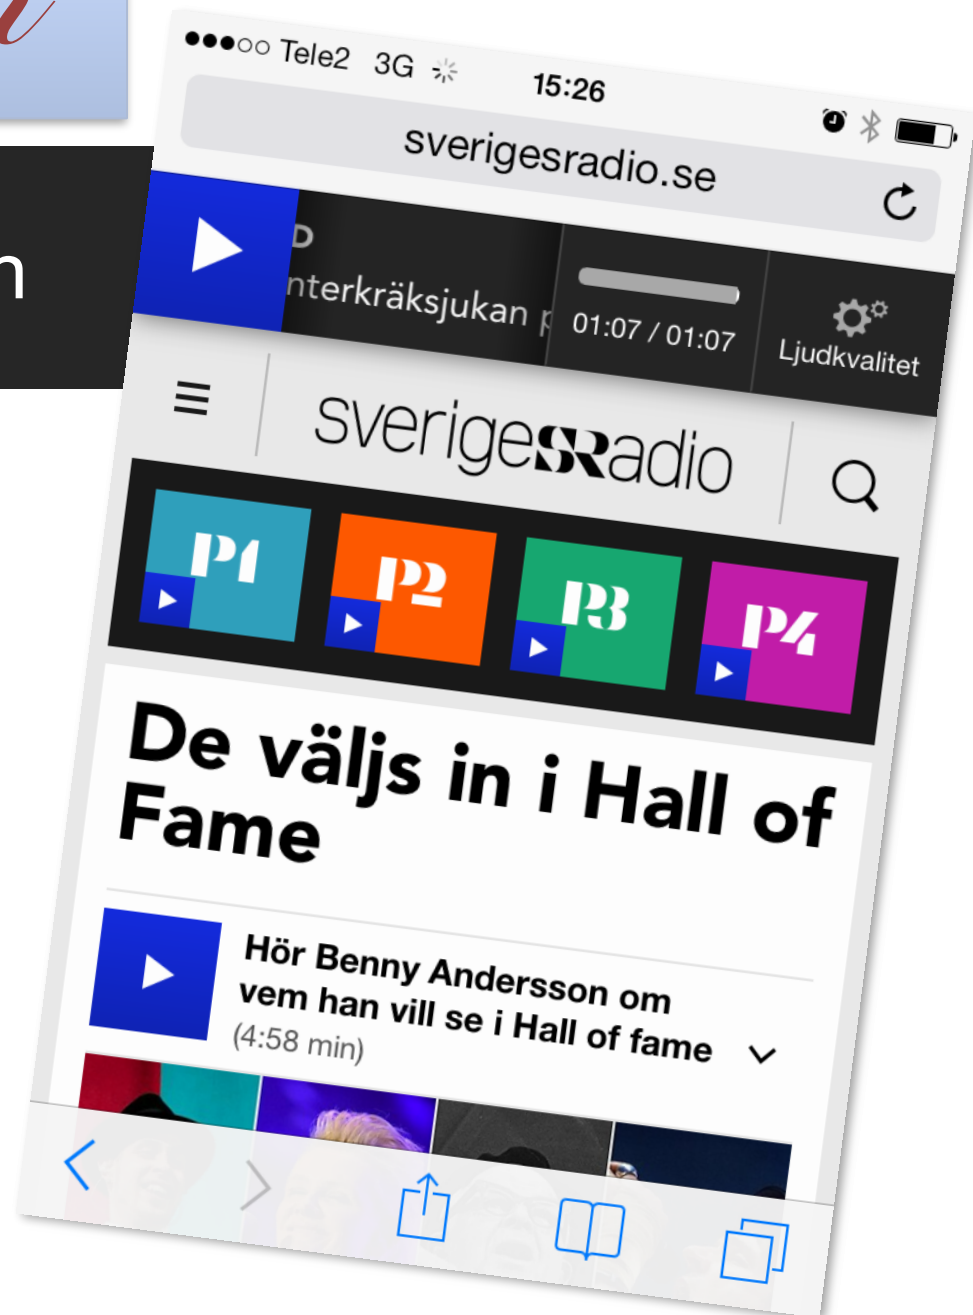 Tele2 3G 15:26
sverigesradio.se
nterkräksjukan
01:07 / 01:07
Ljudkvalitet
sverigeSRadio
P1 P2 P3 P4
De väljs in i Hall of
Fame
Hör Benny Andersson om
vem han vill se i Hall of fame
(4:58 min)